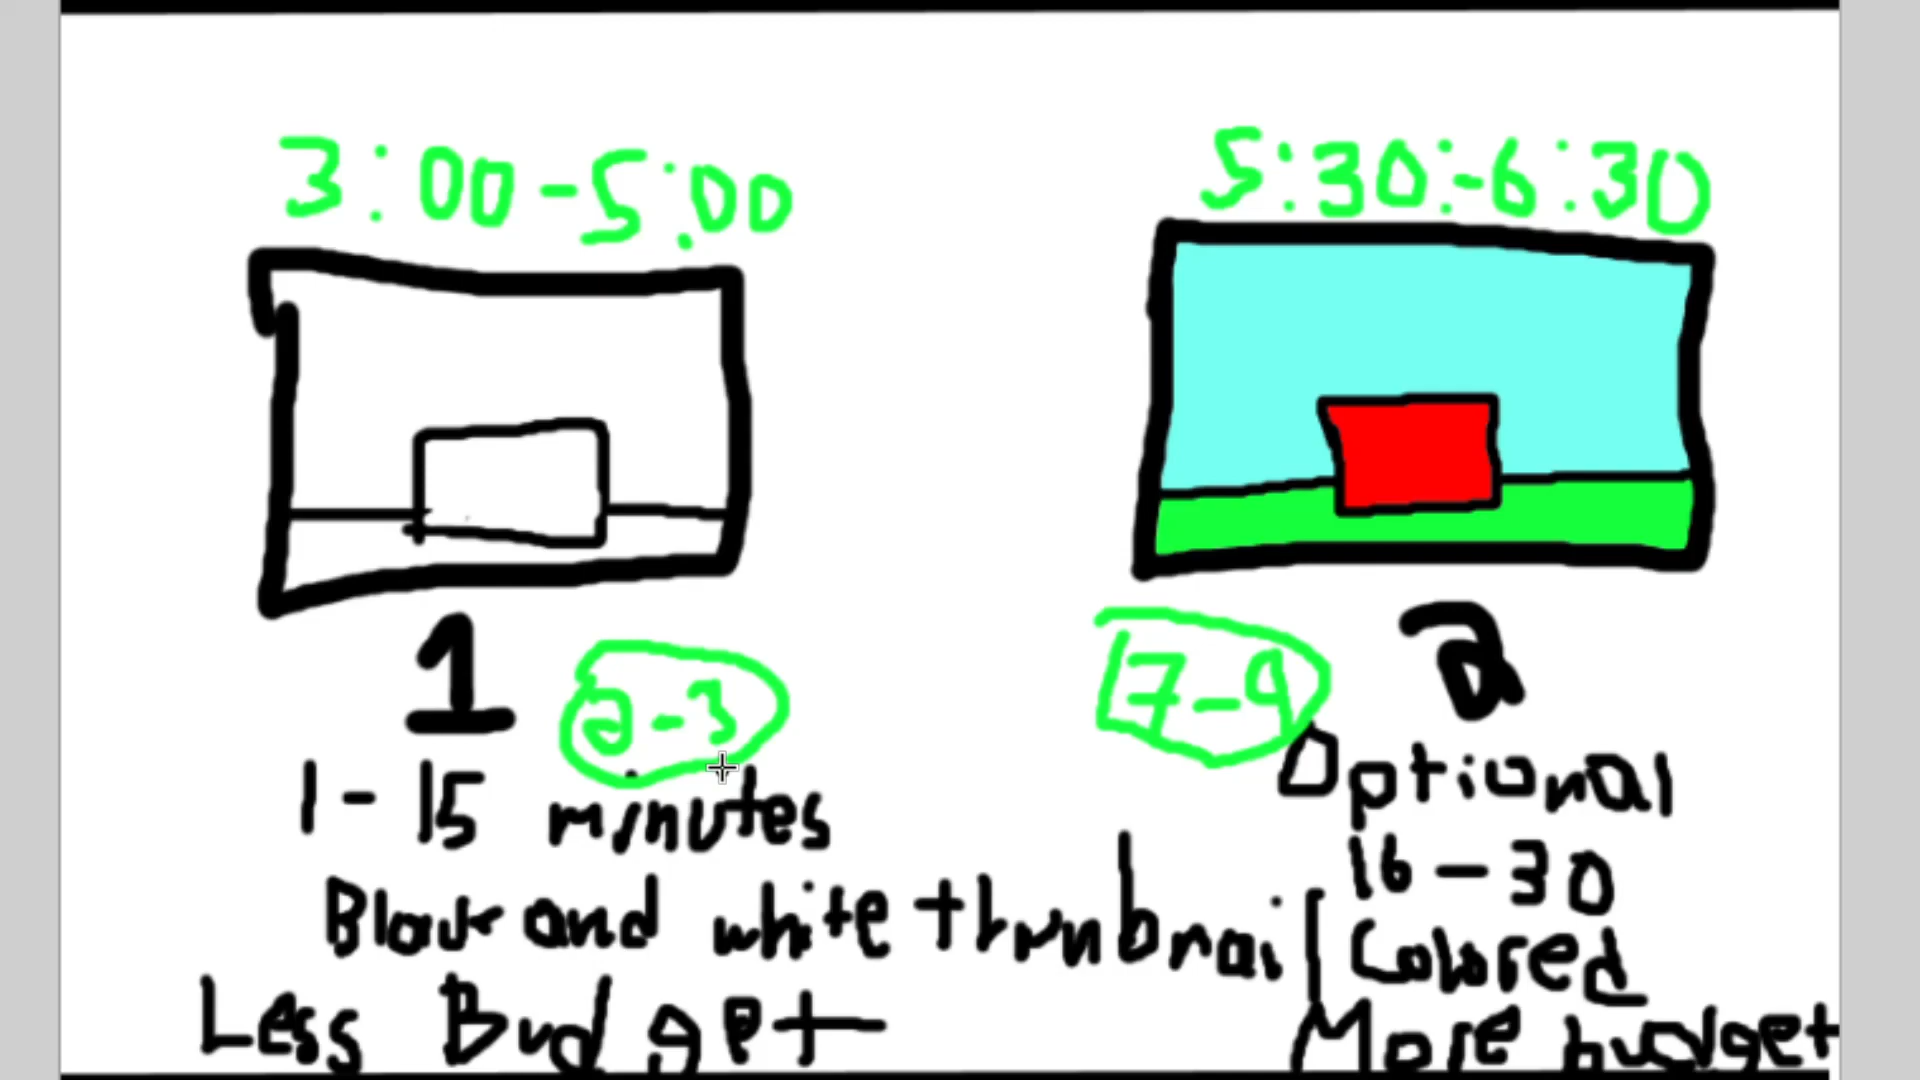 3:00-5:00
5:30:-6:30
1
2
2-3
7-9
1-15 minutes
Optional
16-30
Black and white thunbnail
Colored
Less Budget
More budget